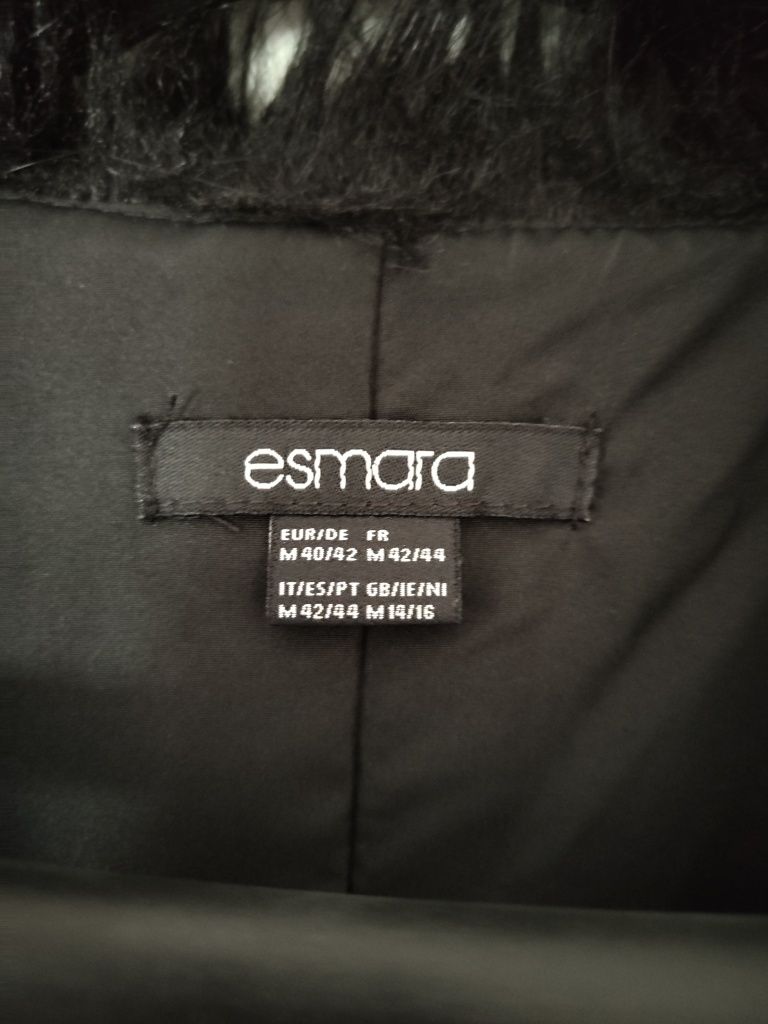 esmara
EUR/DE FR
M 40/42 M 42/44
IT/ES/PT GB/IE/NI
M 42/44 M 14/16